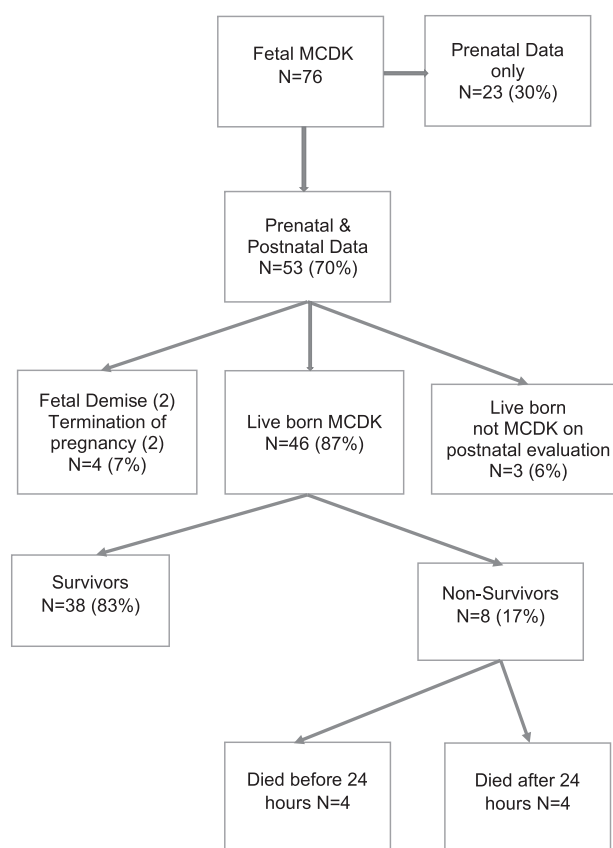 Fetal MCDK
N=76
Prenatal Data
only
N=23 (30%)
Prenatal &
Postnatal Data
N=53 (70%)
Fetal Demise (2)
Termination of
pregnancy (2)
N=4 (7%)
Live born MCDK
N=46 (87%)
Live born
not MCDK on
postnatal evaluation
N=3 (6%)
Survivors
N=38 (83%)
Non-Survivors
N=8 (17%)
Died before 24
hours N=4
Died after 24
hours N=4